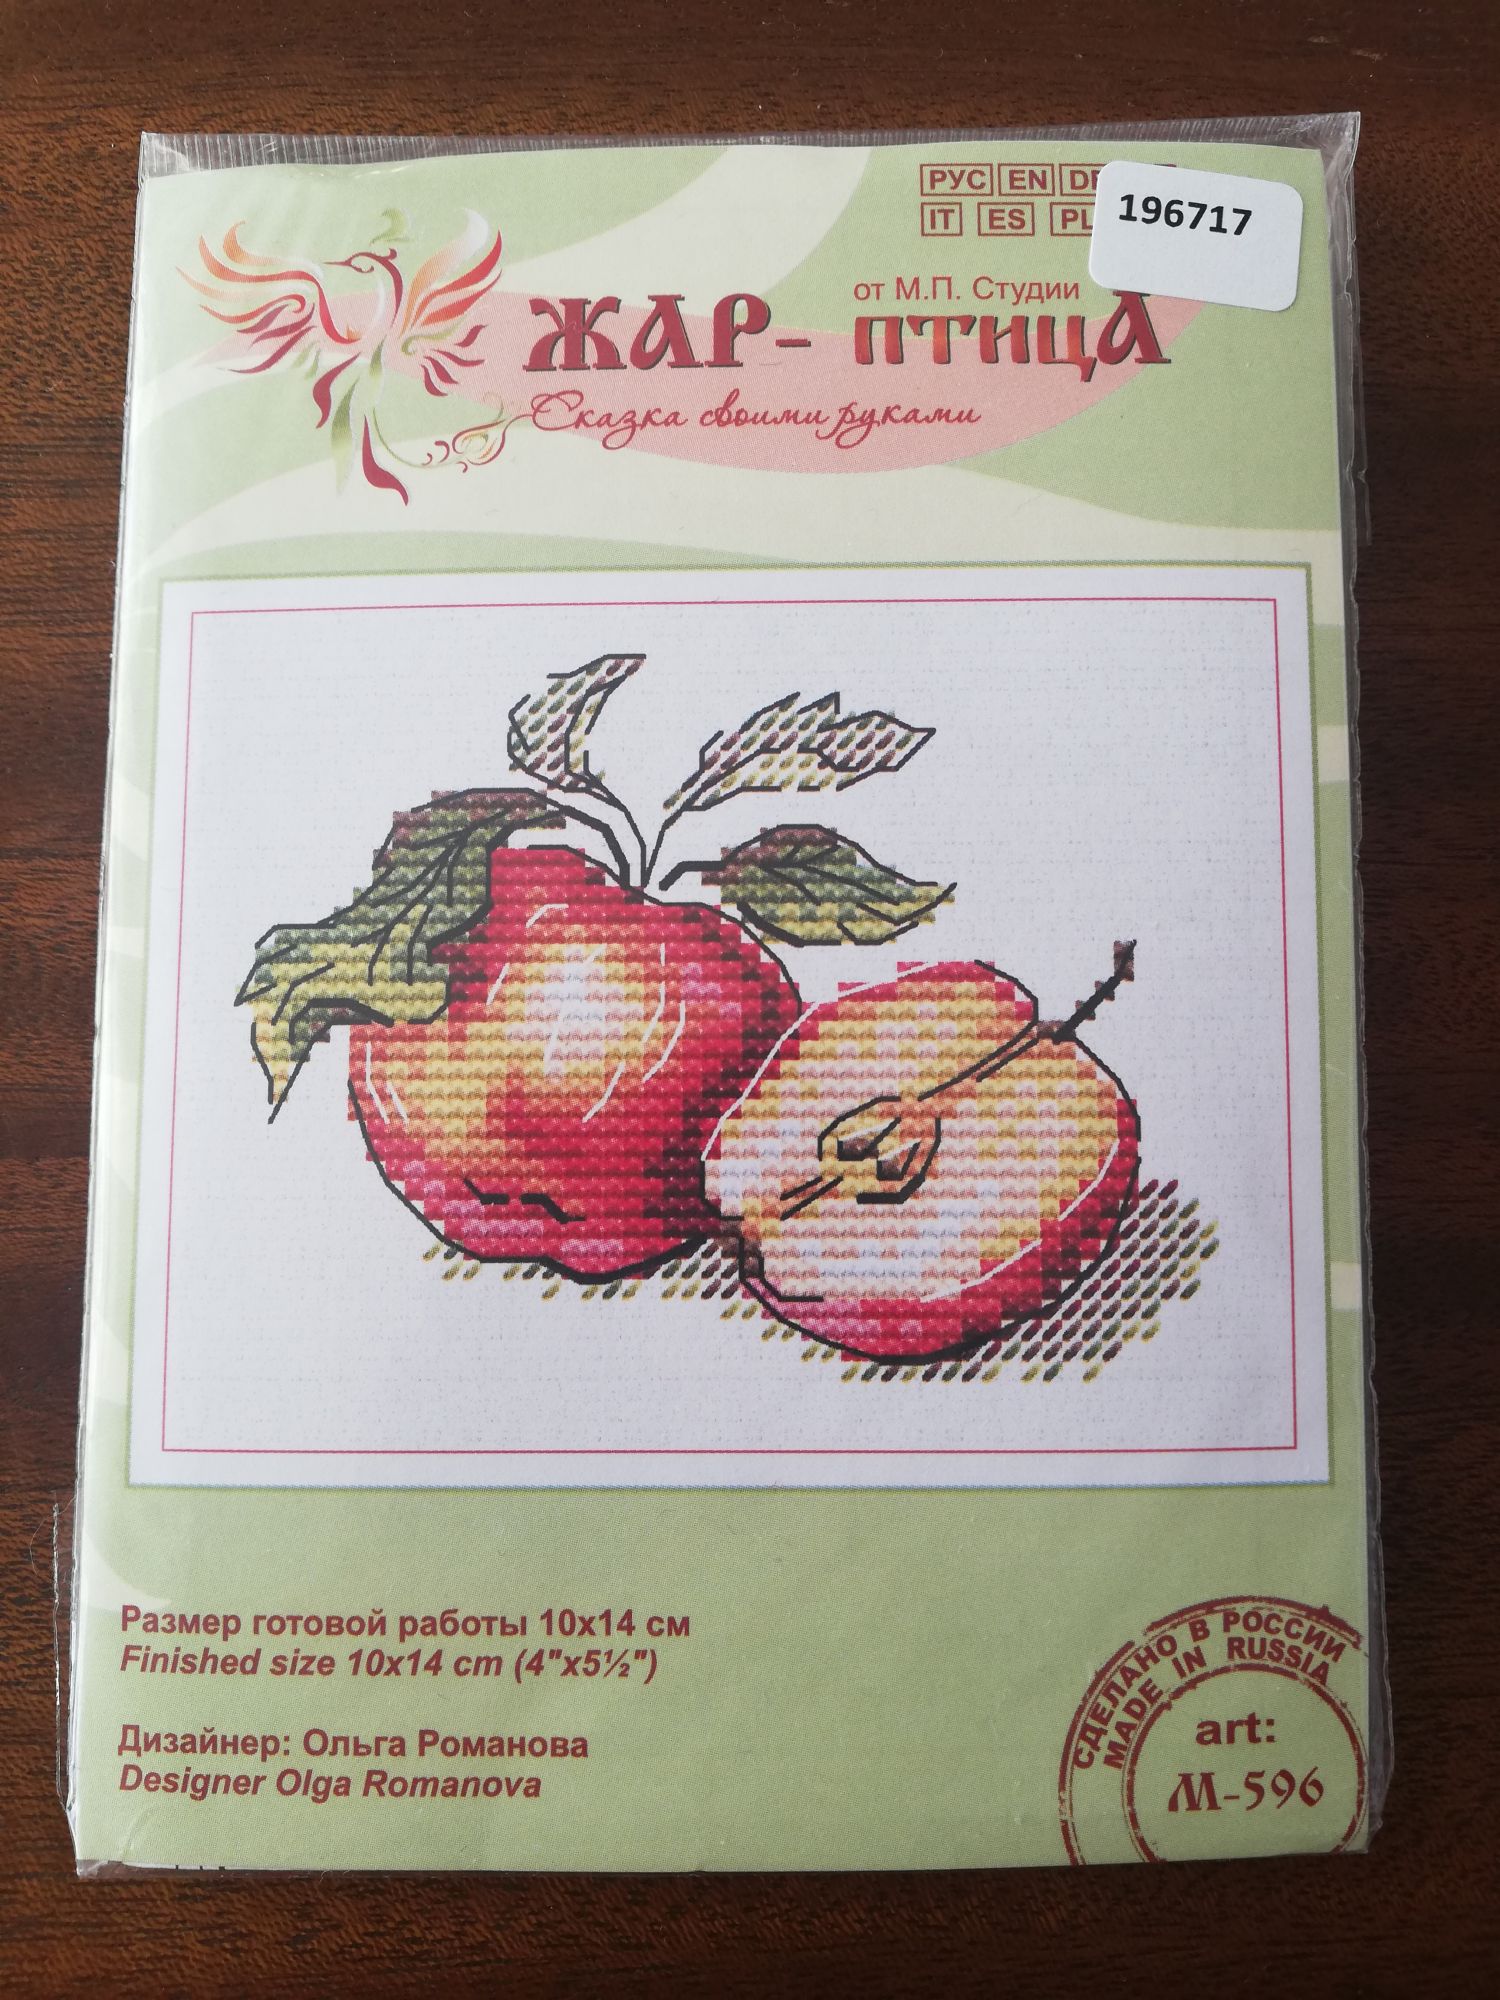 РУС EN
IT ES PL
196717
от М.П. Студии
ЖАР-ПТИЦА
Сказка своими руками
Размер готовой работы 10x14 см
Finished size 10x14 cm (4"x5½")
Дизайнер: Ольга Романова
Designer Olga Romanova
СДЕЛАНО В РОССИИ
MADE IN RUSSIA
art:
М-596